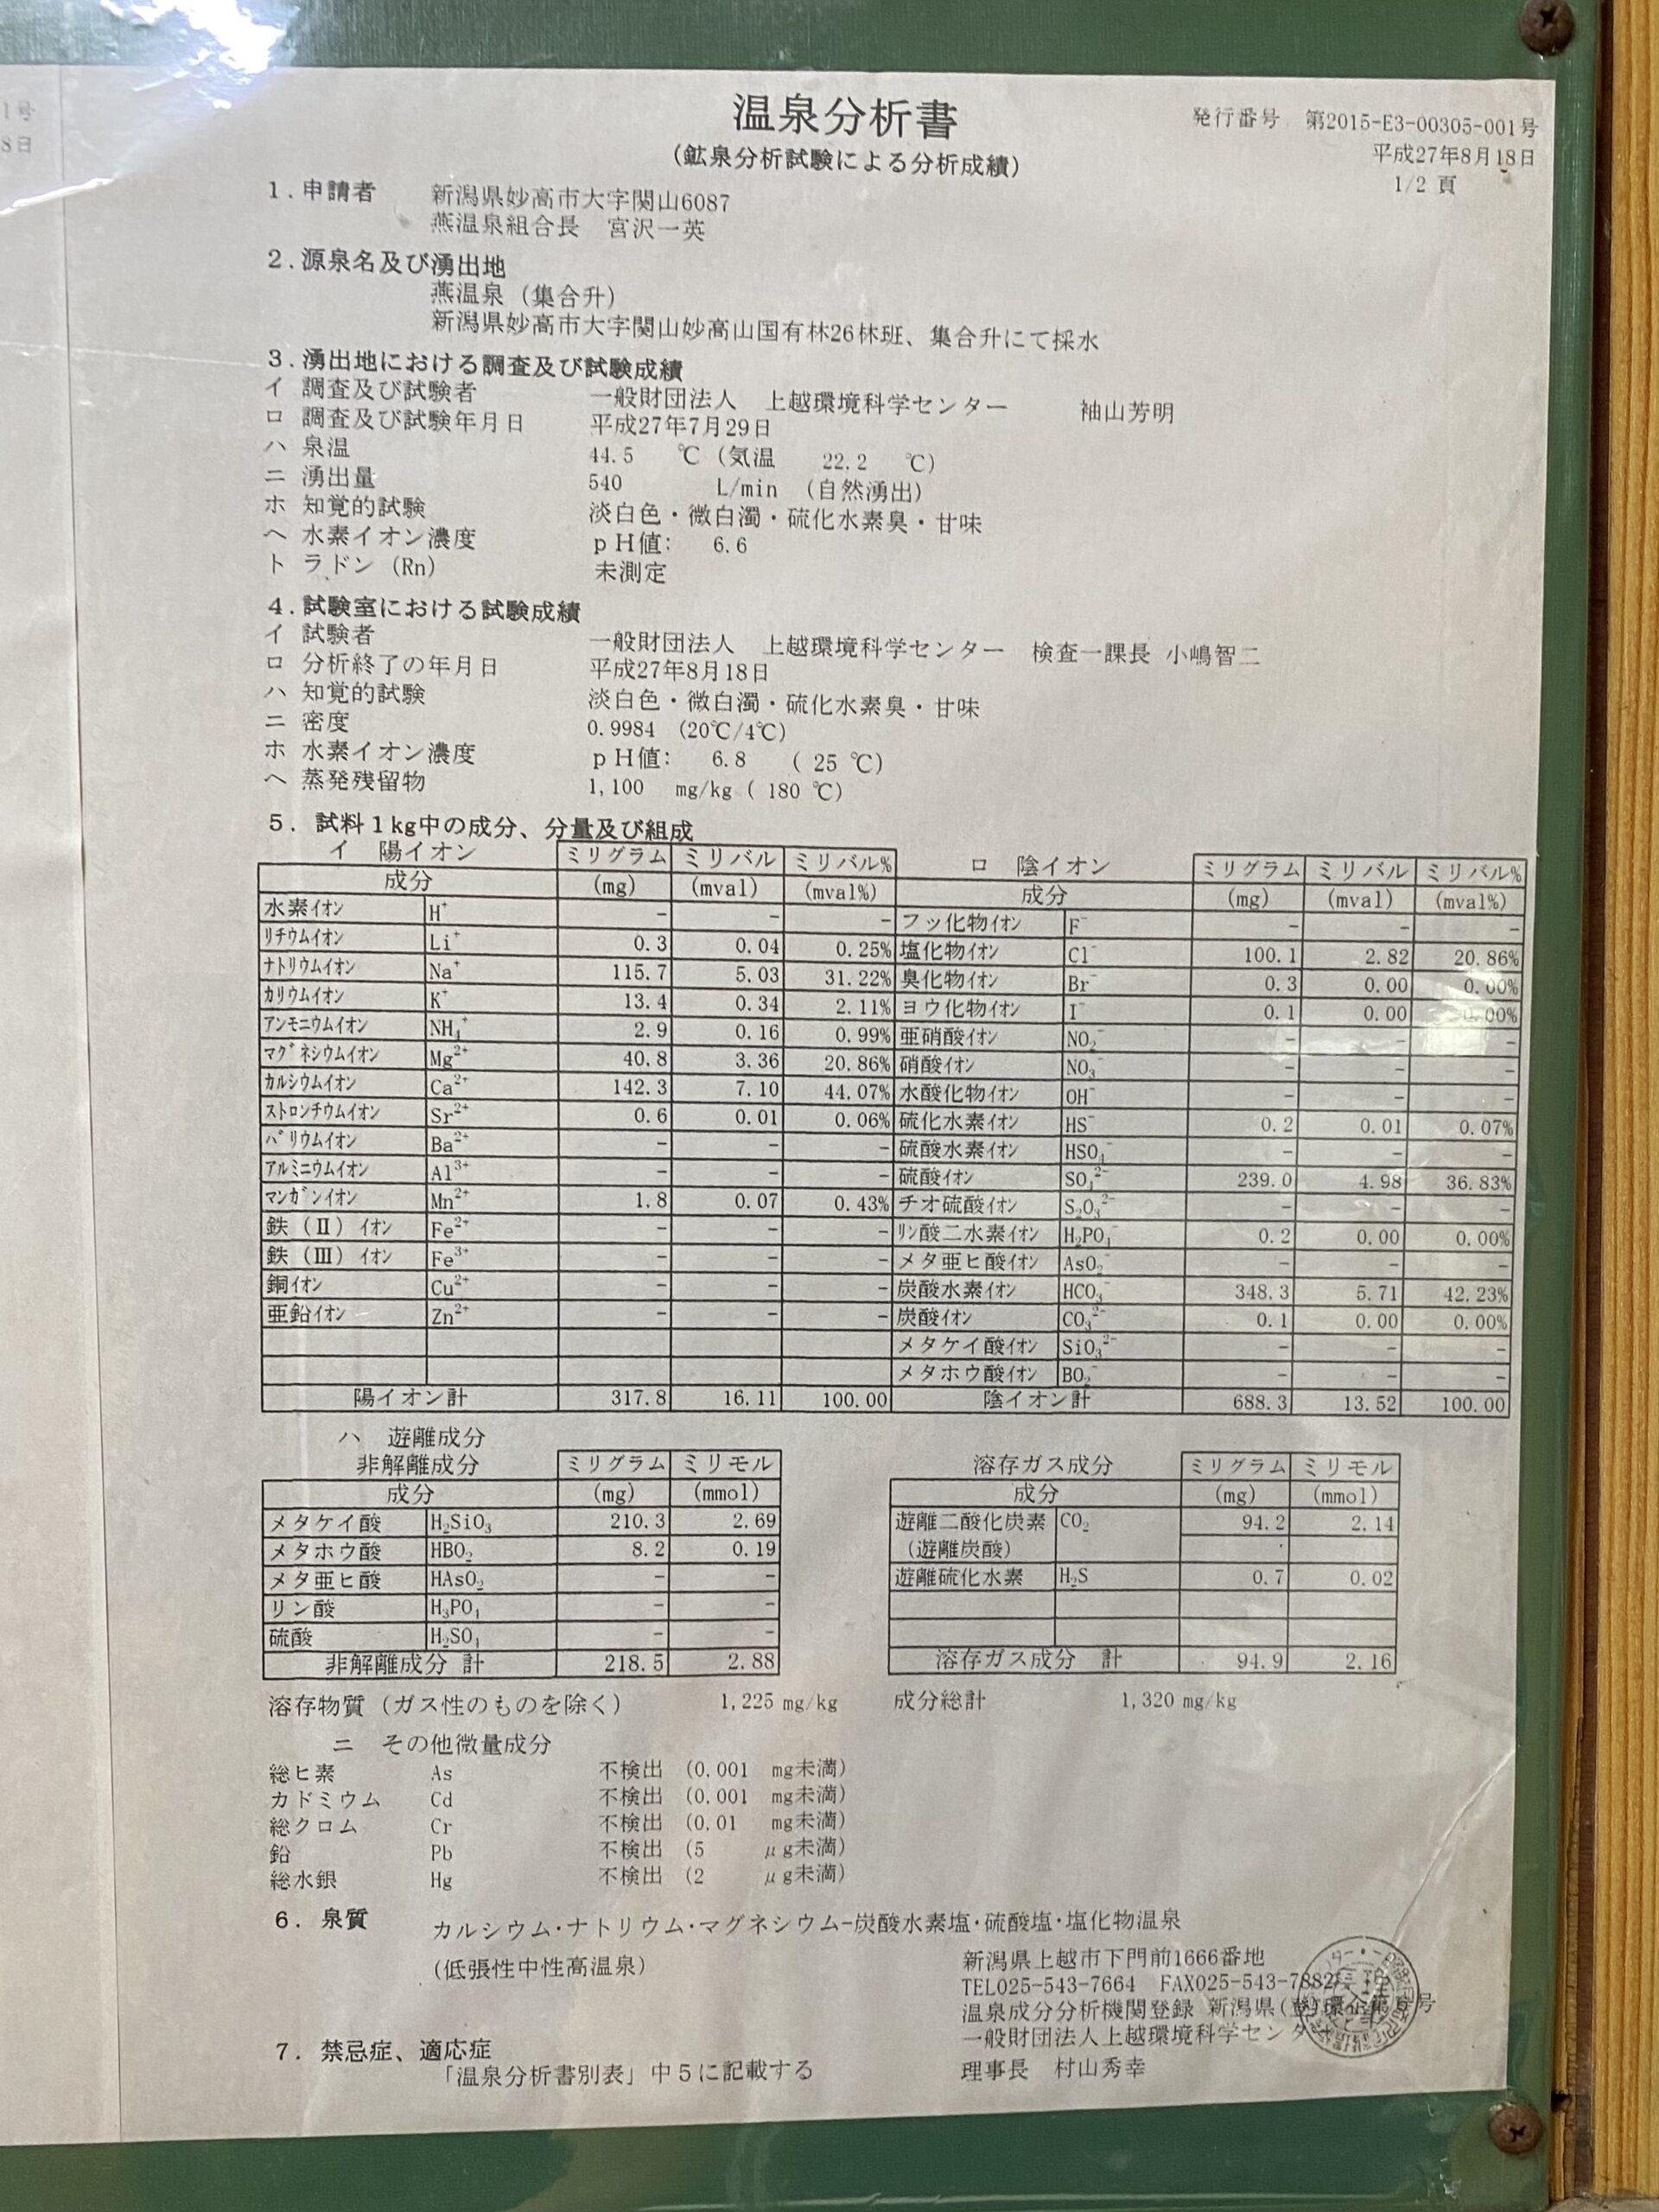 1号
8日
温泉分析書
(鉱泉分析試験による分析成績)
発行番号 第2015-E3-00305-001号
平成27年8月18日
1/2 頁
1.申請者 新潟県妙高市大字関山6087
燕温泉組合長 宮沢一英
2.源泉名及び湧出地
燕温泉 (集合升)
新潟県妙高市大字関山妙高山国有林26林班、集合升にて採水
3.湧出地における調査及び試験成績
イ 調査及び試験者 一般財団法人 上越環境科学センター 袖山芳明
ロ 調査及び試験年月日 平成27年7月29日
ハ 泉温 44.5 ℃ (気温 22.2 ℃)
ニ 湧出量 540 L/min (自然湧出)
ホ 知覚的試験 淡白色・微白濁・硫化水素臭・甘味
ヘ 水素イオン濃度 pH値: 6.6
ト ラドン (Rn) 未測定
4.試験室における試験成績
イ 試験者 一般財団法人 上越環境科学センター 検査一課長 小嶋智二
ロ 分析終了の年月日 平成27年8月18日
ハ 知覚的試験 淡白色・微白濁・硫化水素臭・甘味
ニ 密度 0.9984 (20℃/4℃)
ホ 水素イオン濃度 pH値: 6.8 ( 25 ℃)
ヘ 蒸発残留物 1,100 mg/kg ( 180 ℃)
5. 試料1kg中の成分、分量及び組成
イ 陽イオン ミリグラム ミリバル ミリバル%
成分 (mg) (mval) (mval%)
水素イオン H⁺ - - -
リチウムイオン Li⁺ 0.3 0.04 0.25%
ナトリウムイオン Na⁺ 115.7 5.03 31.22%
カリウムイオン K⁺ 13.4 0.34 2.11%
アンモニウムイオン NH₄⁺ 2.9 0.16 0.99%
マグネシウムイオン Mg²⁺ 40.8 3.36 20.86%
カルシウムイオン Ca²⁺ 142.3 7.10 44.07%
ストロンチウムイオン Sr²⁺ 0.6 0.01 0.06%
バリウムイオン Ba²⁺ - - -
アルミニウムイオン Al³⁺ - - -
マンガンイオン Mn²⁺ 1.8 0.07 0.43%
鉄(Ⅱ)イオン Fe²⁺ - - -
鉄(Ⅲ)イオン Fe³⁺ - - -
銅イオン Cu²⁺ - - -
亜鉛イオン Zn²⁺ - - -
陽イオン計 317.8 16.11 100.00
ロ 陰イオン ミリグラム ミリバル ミリバル%
成分 (mg) (mval) (mval%)
フッ化物イオン F⁻ - - -
塩化物イオン Cl⁻ 100.1 2.82 20.86%
臭化物イオン Br⁻ 0.3 0.00 0.00%
ヨウ化物イオン I⁻ 0.1 0.00 0.00%
亜硝酸イオン NO₂⁻ - - -
硝酸イオン NO₃⁻ - - -
水酸化物イオン OH⁻ - - -
硫化水素イオン HS⁻ 0.2 0.01 0.07%
硫酸水素イオン HSO₄⁻ - - -
硫酸イオン SO₄²⁻ 239.0 4.98 36.83%
チオ硫酸イオン S₂O₃²⁻ - - -
リン酸二水素イオン H₂PO₄⁻ 0.2 0.00 0.00%
メタ亜ヒ酸イオン AsO₂⁻ - - -
炭酸水素イオン HCO₃⁻ 348.3 5.71 42.23%
炭酸イオン CO₃²⁻ 0.1 0.00 0.00%
メタケイ酸イオン SiO₃²⁻ - - -
メタホウ酸イオン BO₂⁻ - - -
陰イオン計 688.3 13.52 100.00
ハ 遊離成分
非解離成分 ミリグラム ミリモル
成分 (mg) (mmol)
メタケイ酸 H₂SiO₃ 210.3 2.69
メタホウ酸 HBO₂ 8.2 0.19
メタ亜ヒ酸 HAsO₂ - -
リン酸 H₃PO₄ - -
硫酸 H₂SO₄ - -
非解離成分 計 218.5 2.88
溶存ガス成分 ミリグラム ミリモル
成分 (mg) (mmol)
遊離二酸化炭素 CO₂ 94.2 2.14
(遊離炭酸)
遊離硫化水素 H₂S 0.7 0.02
溶存ガス成分 計 94.9 2.16
溶存物質 (ガス性のものを除く) 1,225 mg/kg 成分総計 1,320 mg/kg
ニ その他微量成分
総ヒ素 As 不検出 (0.001 mg未満)
カドミウム Cd 不検出 (0.001 mg未満)
総クロム Cr 不検出 (0.01 mg未満)
鉛 Pb 不検出 (5 μg未満)
総水銀 Hg 不検出 (2 μg未満)
6. 泉質 カルシウム・ナトリウム・マグネシウム-炭酸水素塩・硫酸塩・塩化物温泉
(低張性中性高温泉)
新潟県上越市下門前1666番地
TEL025-543-7664 FAX025-543-7882
温泉成分分析機関登録 新潟県(登)環企第 号
一般財団法人上越環境科学センター
理事長 村山秀幸
7. 禁忌症、適応症
「温泉分析書別表」中5に記載する